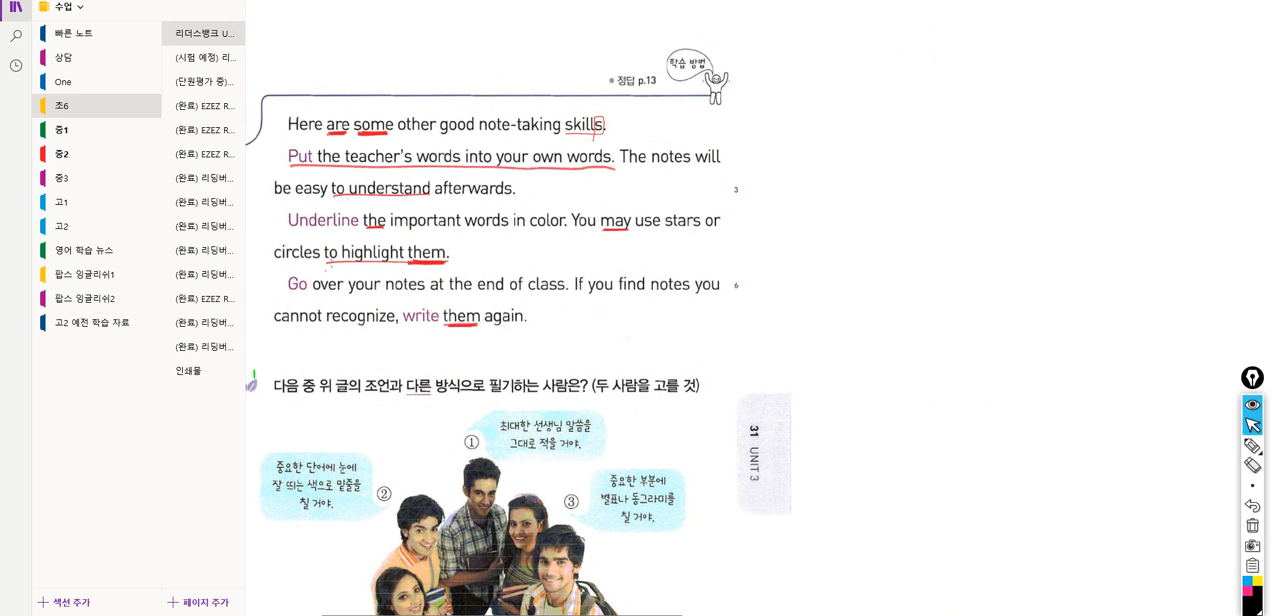 수업
빠른 노트
상담
One
초6
중1
중2
중3
고1
고2
영어 학습 뉴스
팝스 잉글리쉬1
팝스 잉글리쉬2
고2 예전 학습 자료
섹션 추가
리더스뱅크 U...
(시험 예정) 리...
(단원평가 중)...
(완료) EZEZ R...
(완료) EZEZ R...
(완료) EZEZ R...
(완료) 리딩버...
(완료) 리딩버...
(완료) 리딩버...
(완료) 리딩버...
(완료) 리딩버...
(완료) EZEZ R...
(완료) 리딩버...
(완료) 리딩버...
인쇄물
페이지 추가
학습 방법
정답 p.13
Here are some other good note-taking skills.
Put the teacher's words into your own words. The notes will
be easy to understand afterwards.
3
Underline the important words in color. You may use stars or
circles to highlight them.
Go over your notes at the end of class. If you find notes you
6
cannot recognize, write them again.
다음 중 위 글의 조언과 다른 방식으로 필기하는 사람은? (두 사람을 고를 것)
① 최대한 선생님 말씀을
그대로 적을 거야.
중요한 단어에 눈에
잘 띄는 색으로 밑줄을
칠 거야.
②
③ 중요한 부분에
별표나 동그라미를
칠 거야.
31 UNIT 3